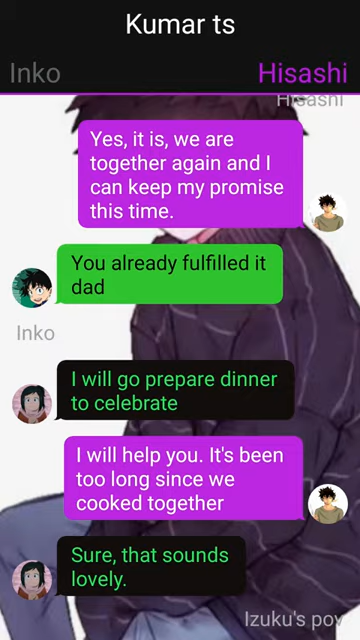 Kumar ts
Inko
Hisashi
Hisashi
Yes, it is, we are
together again and I
can keep my promise
this time.
You already fulfilled it
dad
Inko
I will go prepare dinner
to celebrate
I will help you. It's been
too long since we
cooked together
Sure, that sounds
lovely.
Izuku's pov